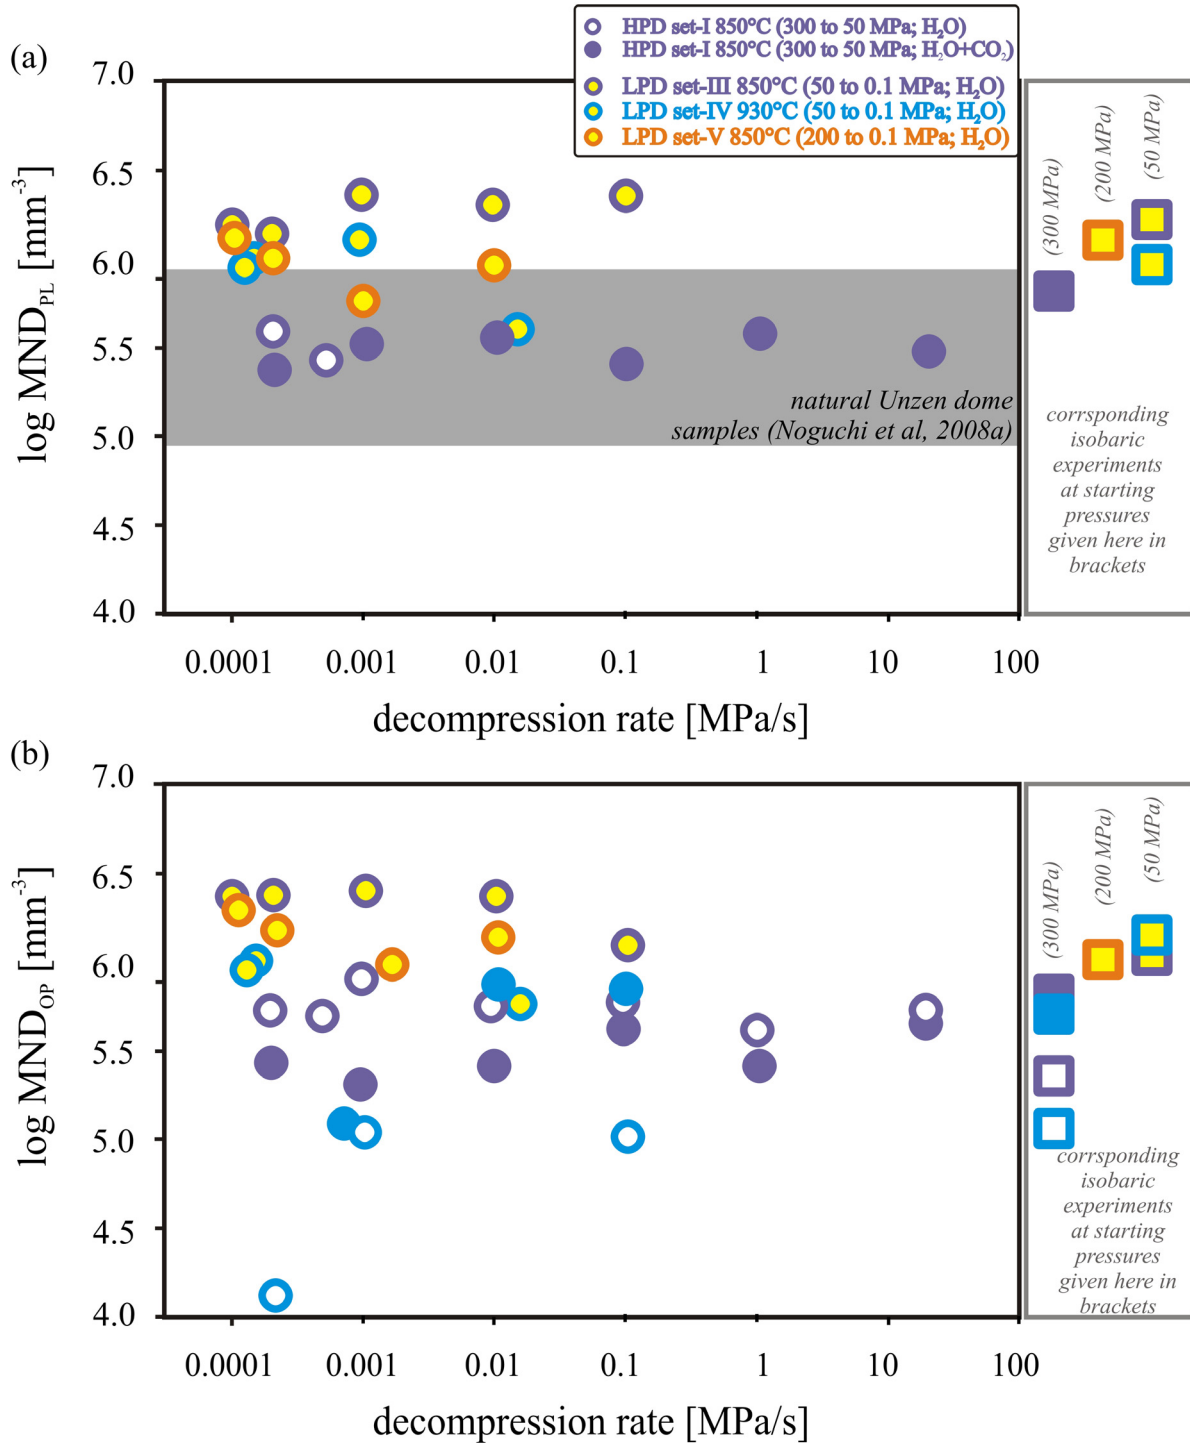 (a)
HPD set-I 850°C (300 to 50 MPa; H₂O)
HPD set-I 850°C (300 to 50 MPa; H₂O+CO₂)
LPD set-III 850°C (50 to 0.1 MPa; H₂O)
LPD set-IV 930°C (50 to 0.1 MPa; H₂O)
LPD set-V 850°C (200 to 0.1 MPa; H₂O)
log MND_PL [mm⁻³]
7.0
6.5
6.0
5.5
5.0
4.5
4.0
natural Unzen dome
samples (Noguchi et al, 2008a)
(300 MPa)
(200 MPa)
(50 MPa)
corrsponding
isobaric
experiments
at starting
pressures
given here in
brackets
0.0001 0.001 0.01 0.1 1 10 100
decompression rate [MPa/s]
(b)
log MND_OP [mm⁻³]
7.0
6.5
6.0
5.5
5.0
4.5
4.0
(300 MPa)
(200 MPa)
(50 MPa)
corrsponding
isobaric
experiments
at starting
pressures
given here in
brackets
0.0001 0.001 0.01 0.1 1 10 100
decompression rate [MPa/s]